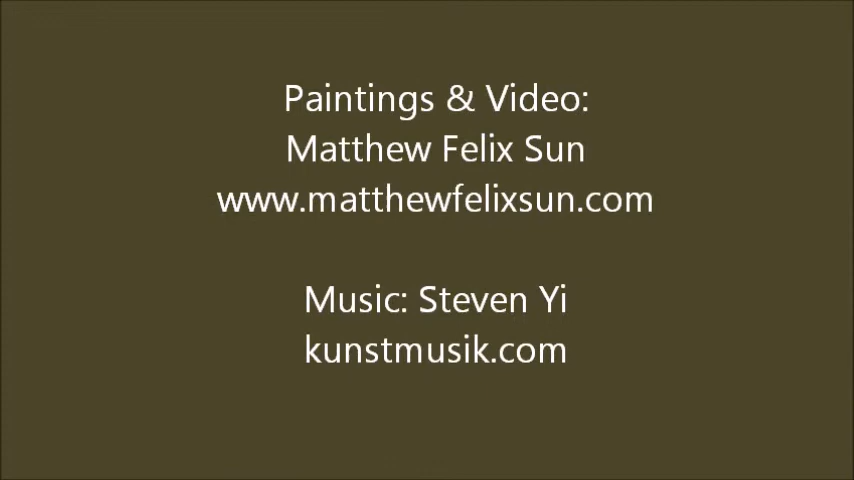 Paintings & Video:
Matthew Felix Sun
www.matthewfelixsun.com
Music: Steven Yi
kunstmusik.com